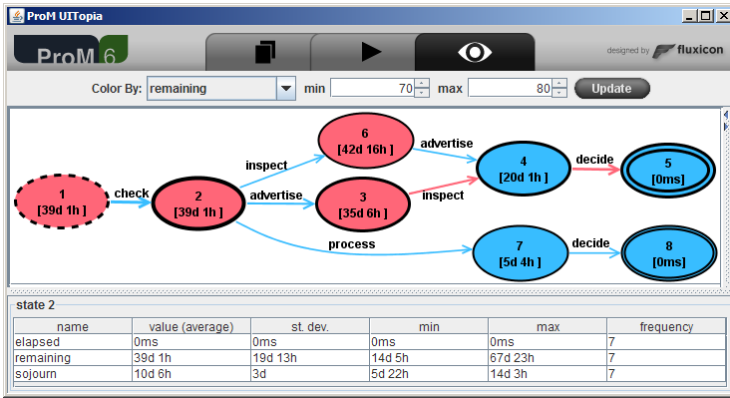 ProM UITopia
ProM 6
designed by fluxicon
Color By: remaining min 70 max 80 Update
6
[42d 16h ]
advertise
inspect
4
[20d 1h ]
decide
5
[0ms]
1
[39d 1h ]
check
2
[39d 1h ]
advertise
3
[35d 6h ]
inspect
process
7
[5d 4h ]
decide
8
[0ms]
state 2
name value (average) st. dev. min max frequency
elapsed 0ms 0ms 0ms 0ms 7
remaining 39d 1h 19d 13h 14d 5h 67d 23h 7
sojourn 10d 6h 3d 5d 22h 14d 3h 7